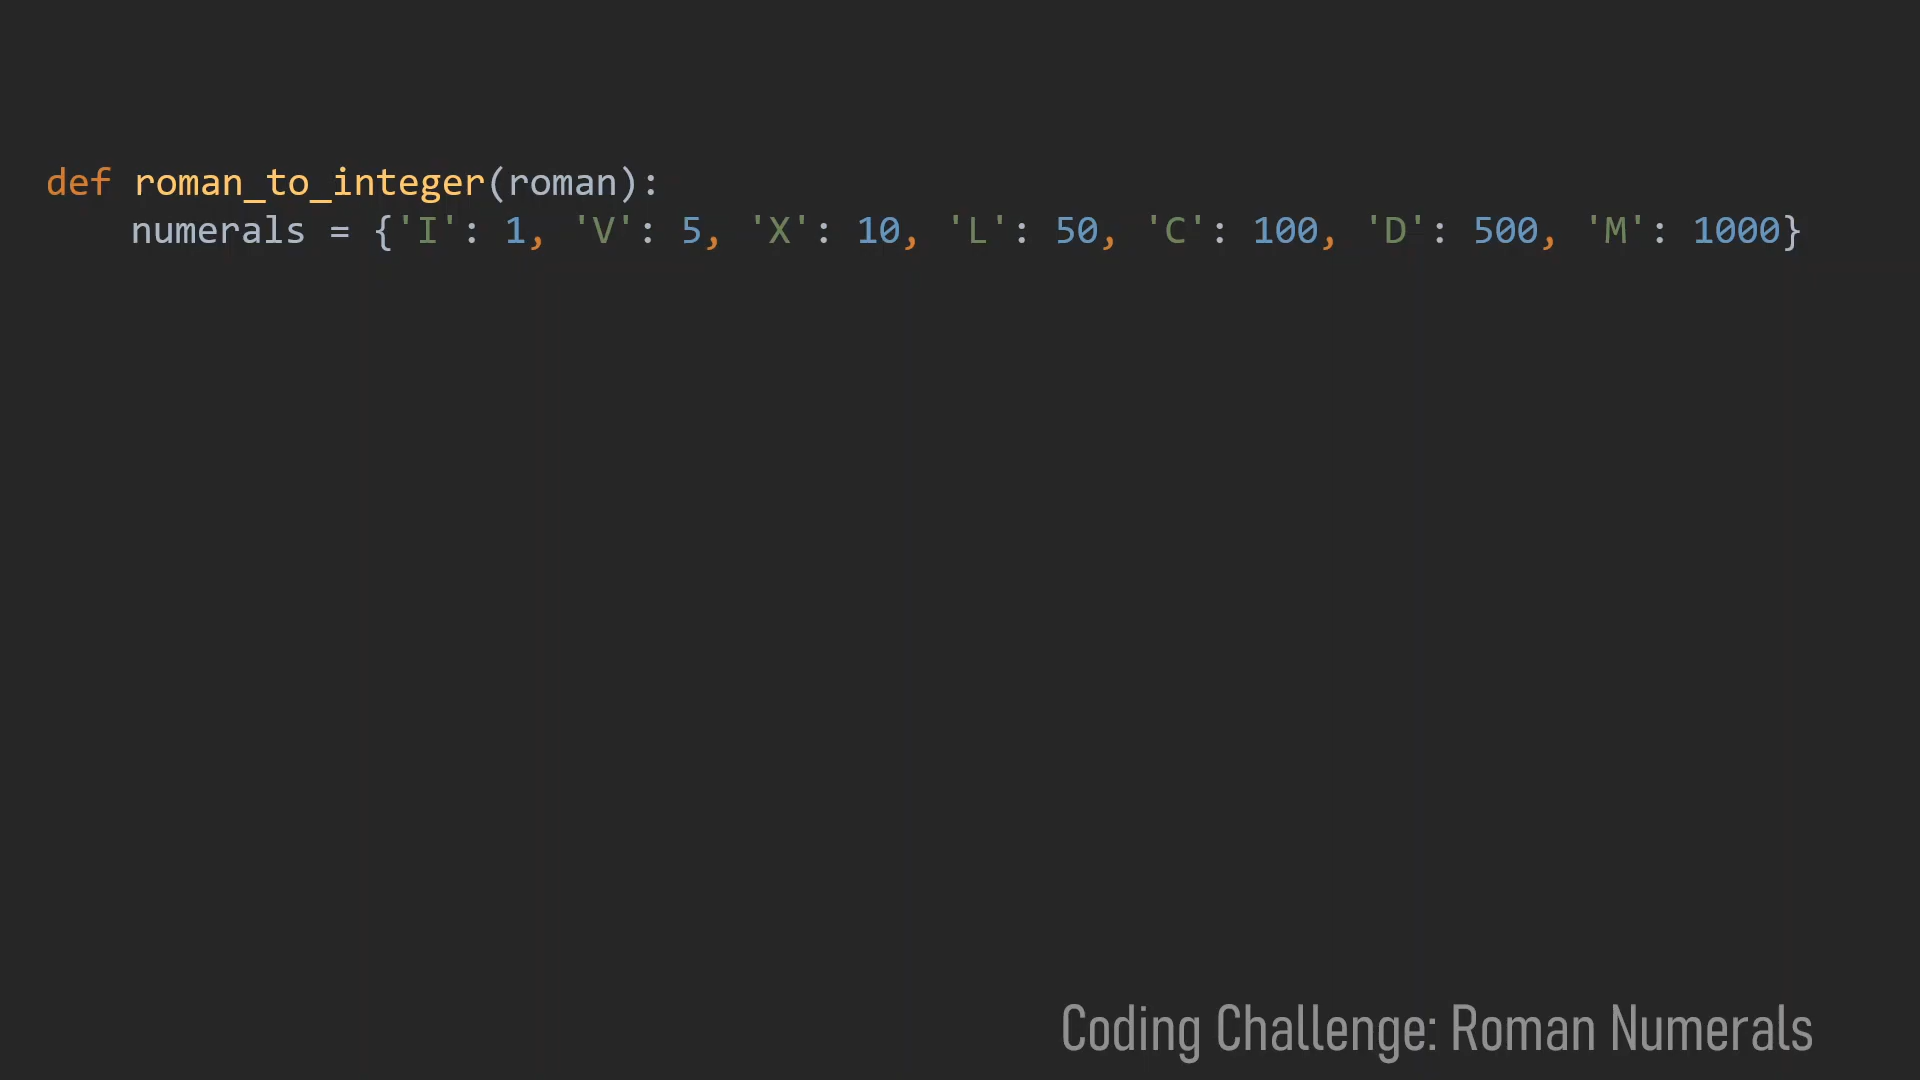 def roman_to_integer(roman):
    numerals = {'I': 1, 'V': 5, 'X': 10, 'L': 50, 'C': 100, 'D': 500, 'M': 1000}
Coding Challenge: Roman Numerals